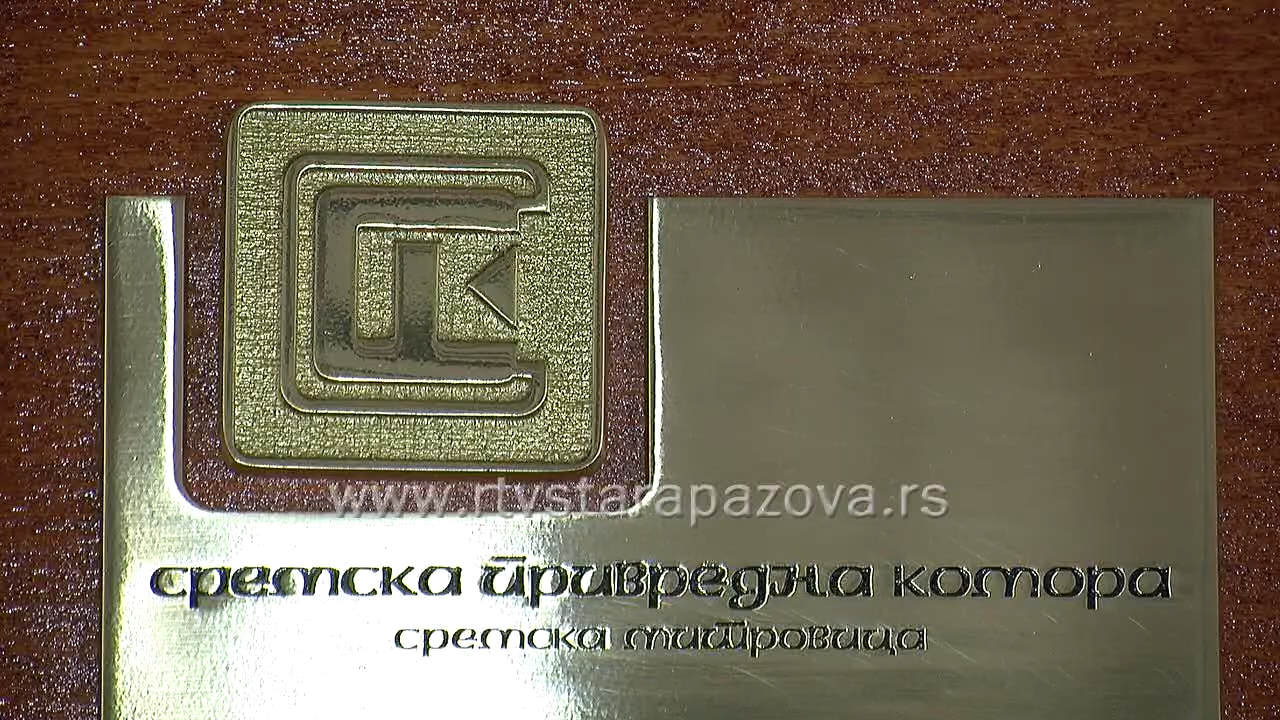 www.rtvstarapazova.rs
сремска привредна комора
сремска митровица